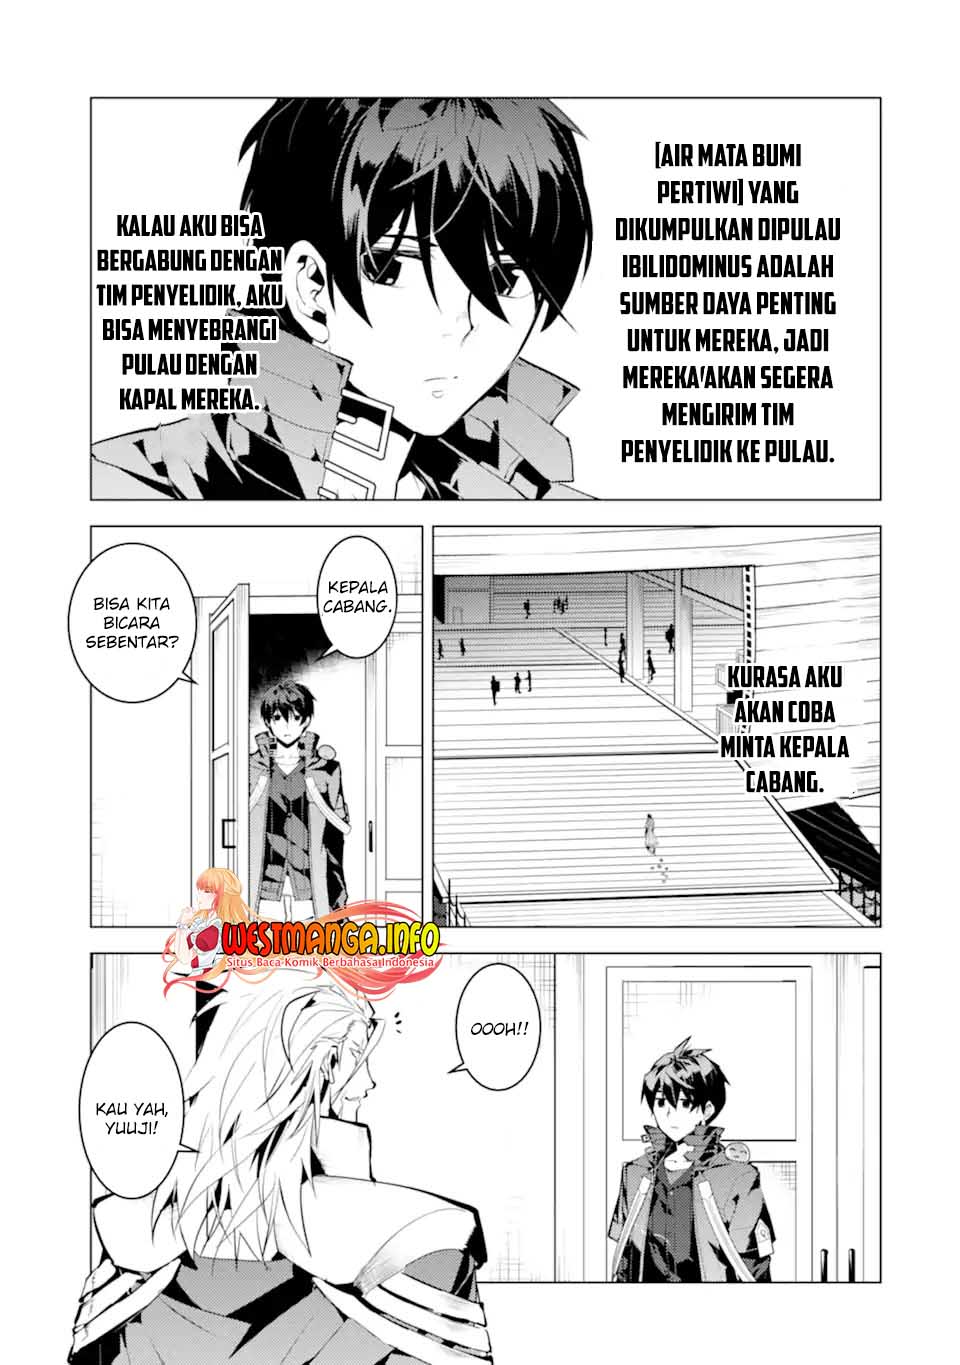 [AIR MATA BUMI
PERTIWI] YANG
DIKUMPULKAN DIPULAU
IBILIDOMINUS ADALAH
SUMBER DAYA PENTING
UNTUK MEREKA, JADI
MEREKA AKAN SEGERA
MENGIRIM TIM
PENYELIDIK KE PULAU.
KALAU AKU BISA
BERGABUNG DENGAN
TIM PENYELIDIK, AKU
BISA MENYEBRANGI
PULAU DENGAN
KAPAL MEREKA.
KURASA AKU
AKAN COBA
MINTA KEPALA
CABANG.
KEPALA
CABANG.
BISA KITA
BICARA
SEBENTAR?
WESTMANGA.INFO
Situs Baca Komik Berbahasa Indonesia
OOOH!!
KAU YAH,
YUUJI!